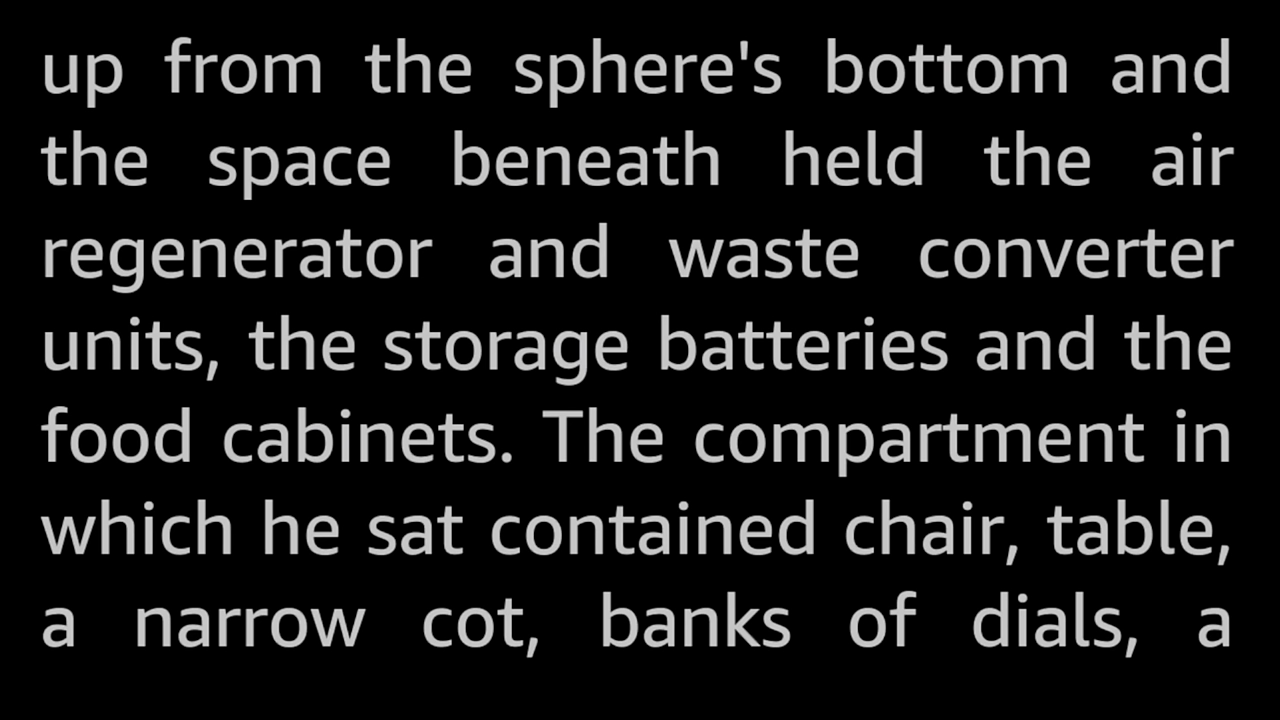 up from the sphere's bottom and
the space beneath held the air
regenerator and waste converter
units, the storage batteries and the
food cabinets. The compartment in
which he sat contained chair, table,
a narrow cot, banks of dials, a